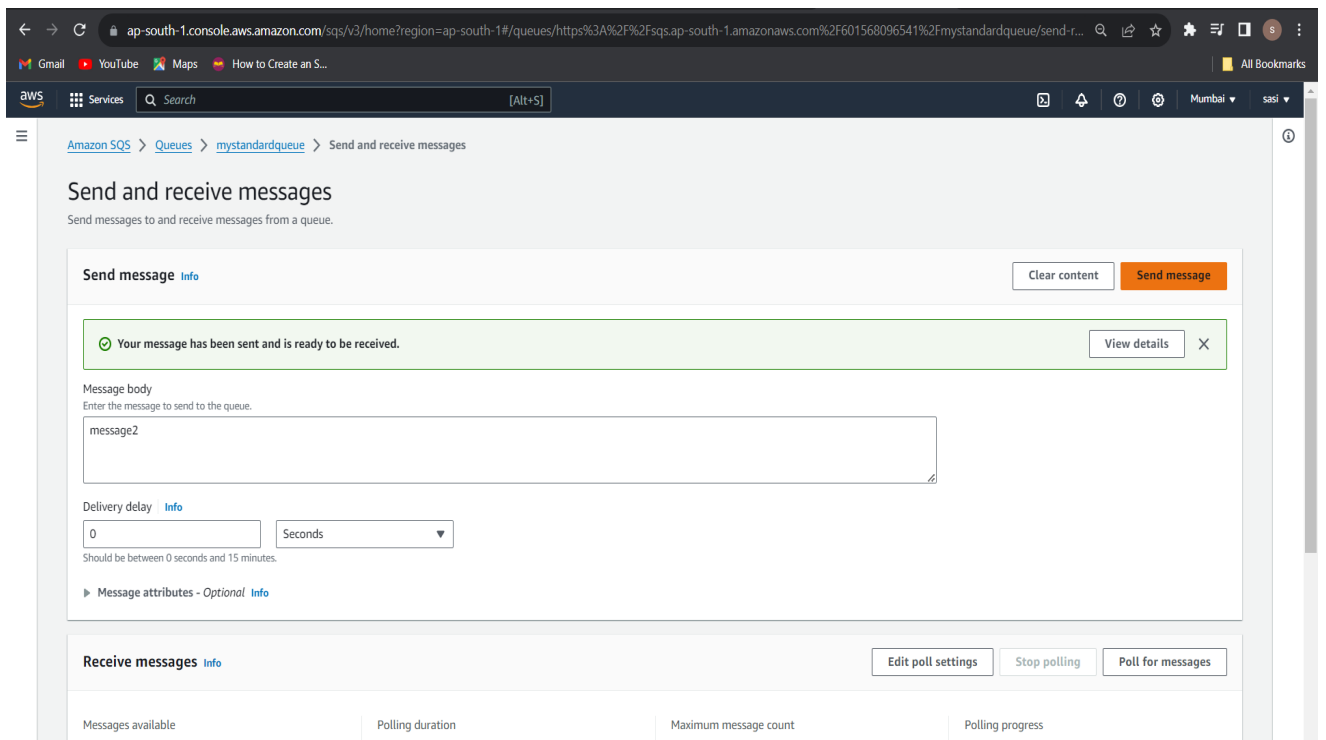 ap-south-1.console.aws.amazon.com/sqs/v3/home?region=ap-south-1#/queues/https%3A%2F%2Fsqs.ap-south-1.amazonaws.com%2F601568096541%2Fmystandardqueue/send-r...
S
Gmail YouTube Maps How to Create an S... All Bookmarks
aws Services Search [Alt+S] Mumbai sasi
Amazon SQS > Queues > mystandardqueue > Send and receive messages
Send and receive messages
Send messages to and receive messages from a queue.
Send message Info Clear content Send message
Your message has been sent and is ready to be received. View details
Message body
Enter the message to send to the queue.
message2
Delivery delay Info
0 Seconds
Should be between 0 seconds and 15 minutes.
Message attributes - Optional Info
Receive messages Info Edit poll settings Stop polling Poll for messages
Messages available Polling duration Maximum message count Polling progress